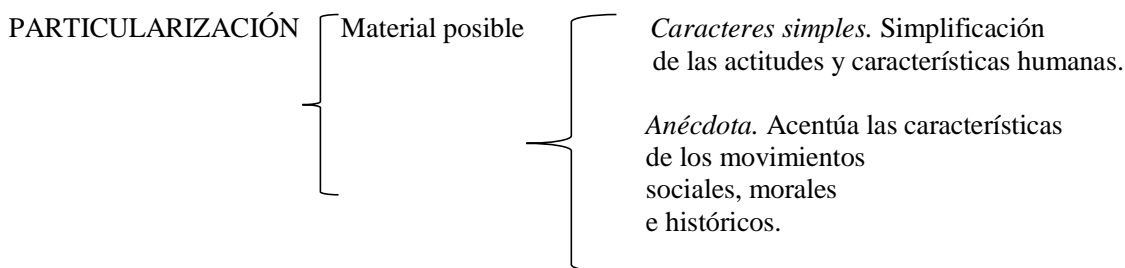 PARTICULARIZACIÓN Material posible Caracteres simples. Simplificación
de las actitudes y características humanas.
Anécdota. Acentúa las características
de los movimientos
sociales, morales
e históricos.